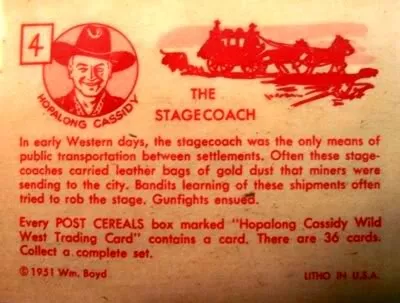 4
HOPALONG CASSIDY
THE
STAGECOACH
In early Western days, the stagecoach was the only means of
public transportation between settlements. Often these stage-
coaches carried leather bags of gold dust that miners were
sending to the city. Bandits learning of these shipments often
tried to rob the stage. Gunfights ensued.
Every POST CEREALS box marked "Hopalong Cassidy Wild
West Trading Card" contains a card. There are 36 cards.
Collect a complete set.
© 1951 Wm. Boyd
LITHO IN U.S.A.